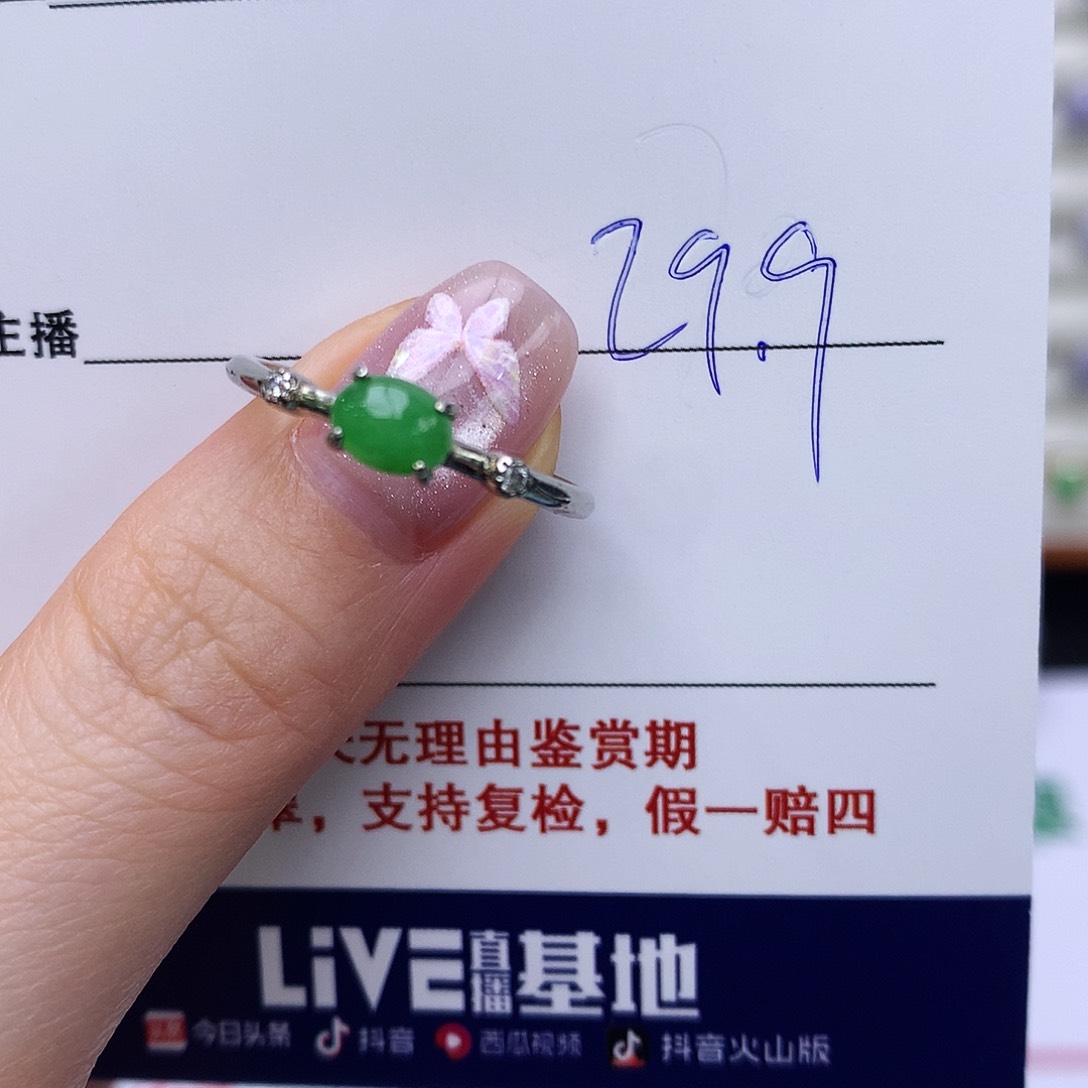 29.9
主播
无理由鉴赏期
，支持复检，假一赔四
LiVE直播基地
今日头条 抖音 西瓜视频 抖音火山版